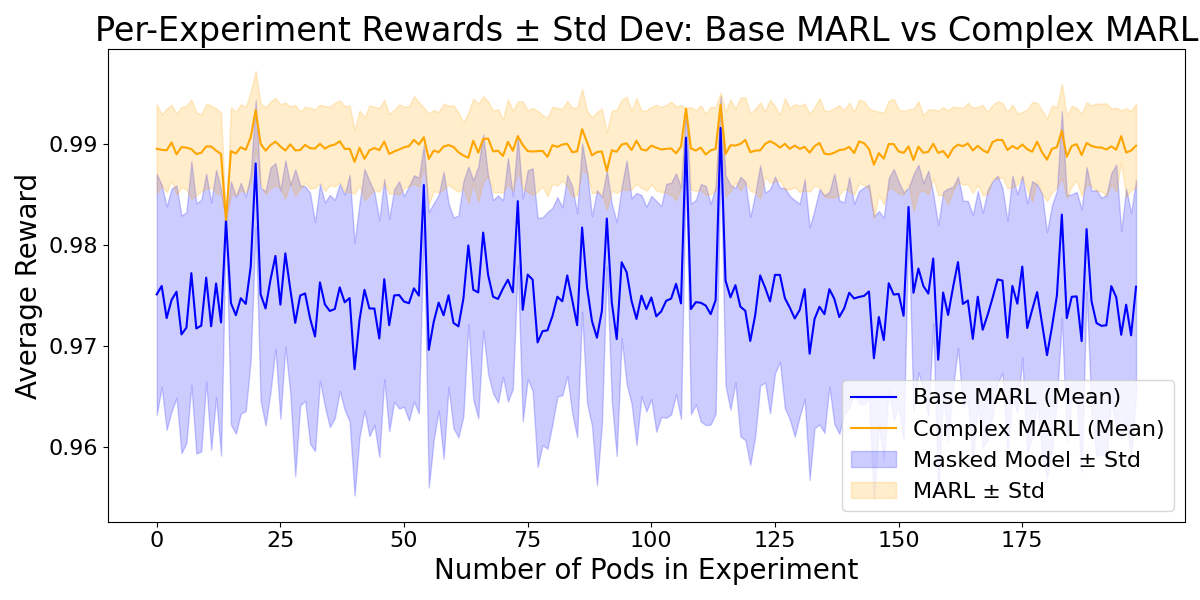 Per-Experiment Rewards ± Std Dev: Base MARL vs Complex MARL
Average Reward
0.99
0.98
0.97
0.96
0 25 50 75 100 125 150 175
Number of Pods in Experiment
Base MARL (Mean)
Complex MARL (Mean)
Masked Model ± Std
MARL ± Std